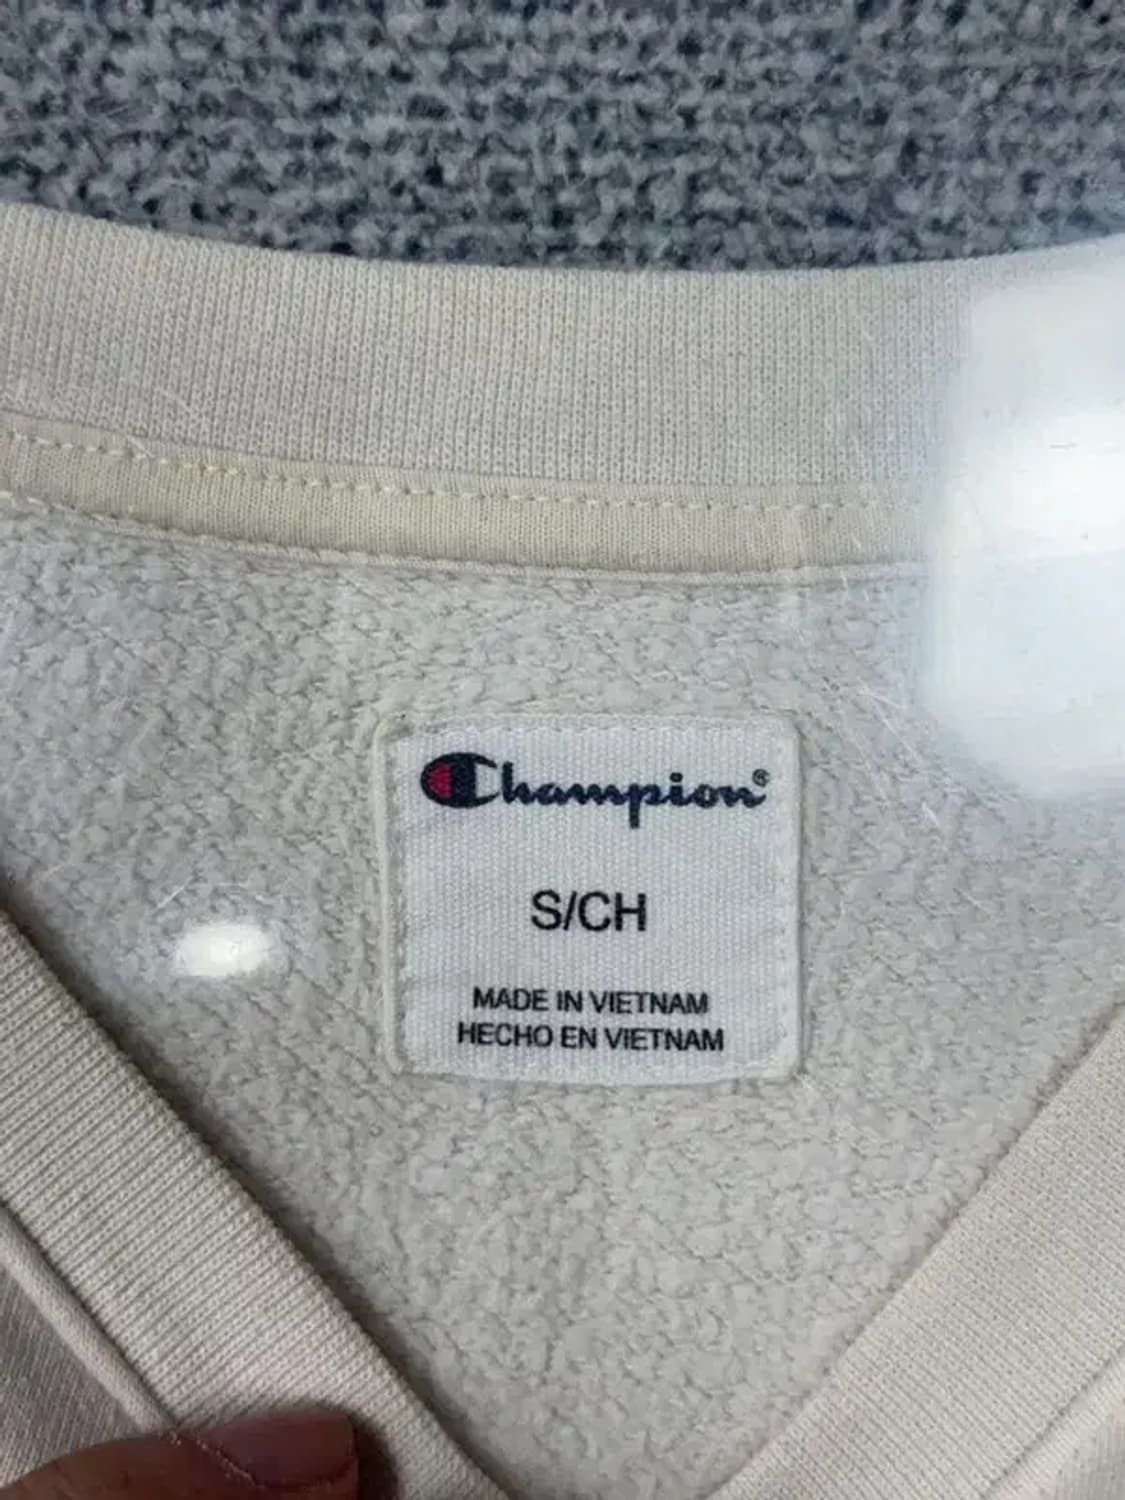 Champion®
S/CH
MADE IN VIETNAM
HECHO EN VIETNAM